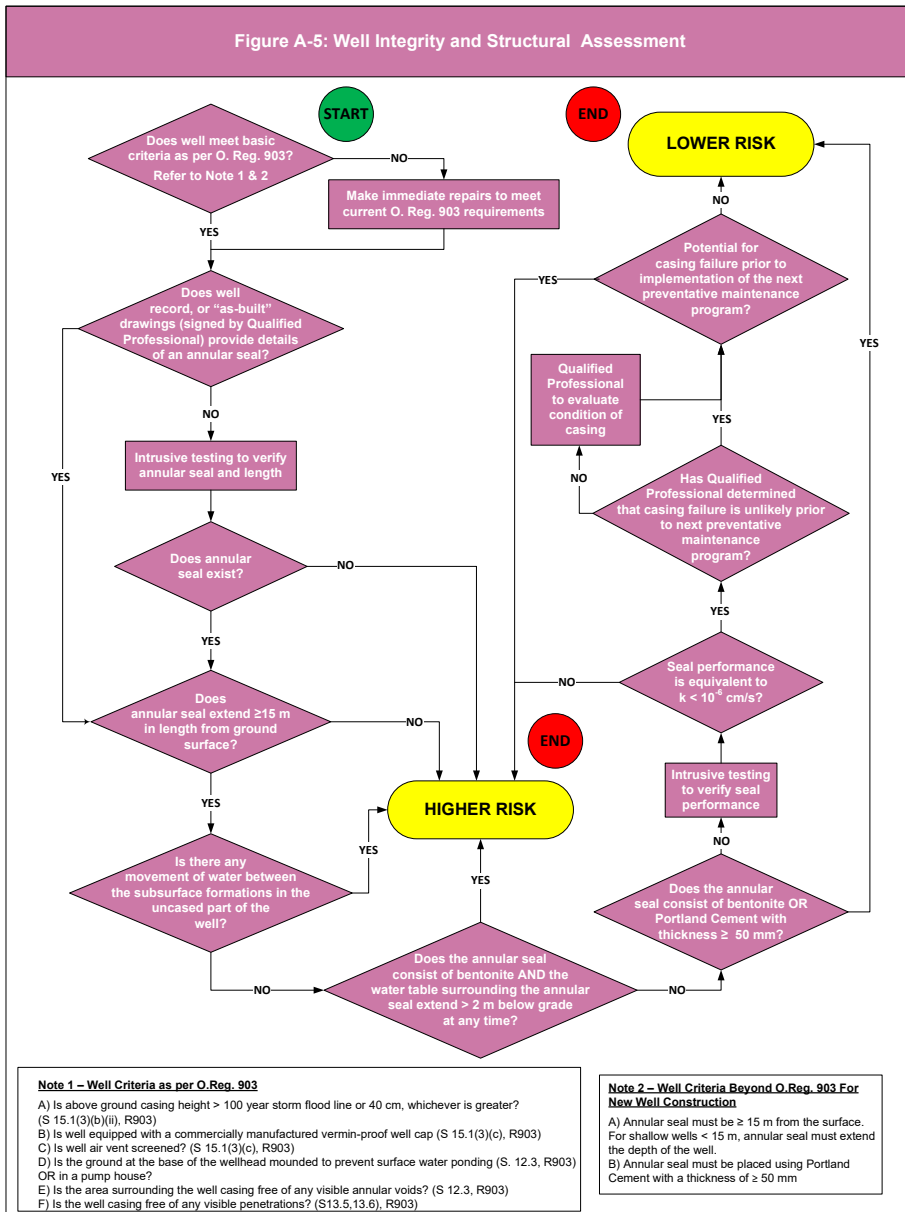 Figure A-5: Well Integrity and Structural Assessment
START
END
Does well meet basic
criteria as per O. Reg. 903?
Refer to Note 1 & 2
NO
Make immediate repairs to meet
current O. Reg. 903 requirements
YES
Does well
record, or “as-built”
drawings (signed by Qualified
Professional) provide details
of an annular seal?
NO
YES
Intrusive testing to verify
annular seal and length
Does annular
seal exist?
NO
YES
Does
annular seal extend ≥15 m
in length from ground
surface?
NO
YES
Is there any
movement of water between
the subsurface formations in the
uncased part of the
well?
YES
NO
HIGHER RISK
END
YES
Does the annular seal
consist of bentonite AND the
water table surrounding the annular
seal extend > 2 m below grade
at any time?
NO
Does the annular
seal consist of bentonite OR
Portland Cement with
thickness ≥ 50 mm?
YES
NO
Intrusive testing
to verify seal
performance
Seal performance
is equivalent to
k < 10⁻⁶ cm/s?
NO
YES
Has Qualified
Professional determined
that casing failure is unlikely prior
to next preventative
maintenance
program?
NO
YES
Qualified
Professional
to evaluate
condition of
casing
Potential for
casing failure prior to
implementation of the next
preventative maintenance
program?
YES
NO
LOWER RISK
Note 1 – Well Criteria as per O.Reg. 903
A) Is above ground casing height > 100 year storm flood line or 40 cm, whichever is greater?
(S 15.1(3)(b)(ii), R903)
B) Is well equipped with a commercially manufactured vermin-proof well cap (S 15.1(3)(c), R903)
C) Is well air vent screened? (S 15.1(3)(c), R903)
D) Is the ground at the base of the wellhead mounded to prevent surface water ponding (S. 12.3, R903)
OR in a pump house?
E) Is the area surrounding the well casing free of any visible annular voids? (S 12.3, R903)
F) Is the well casing free of any visible penetrations? (S13.5,13.6), R903)
Note 2 – Well Criteria Beyond O.Reg. 903 For
New Well Construction
A) Annular seal must be ≥ 15 m from the surface.
For shallow wells < 15 m, annular seal must extend
the depth of the well.
B) Annular seal must be placed using Portland
Cement with a thickness of ≥ 50 mm